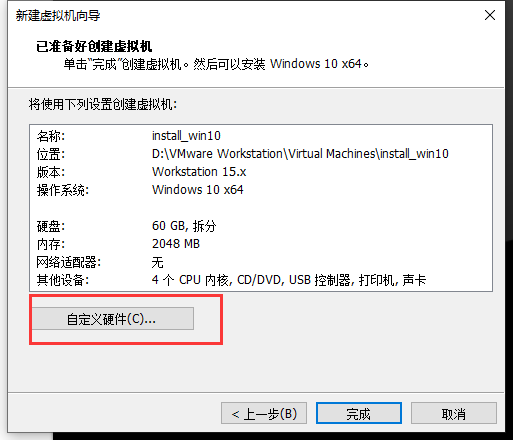 新建虚拟机向导
已准备好创建虚拟机
单击“完成”创建虚拟机。然后可以安装 Windows 10 x64。
将使用下列设置创建虚拟机:
名称: install_win10
位置: D:\VMware Workstation\Virtual Machines\install_win10
版本: Workstation 15.x
操作系统: Windows 10 x64
硬盘: 60 GB, 拆分
内存: 2048 MB
网络适配器: 无
其他设备: 4 个 CPU 内核, CD/DVD, USB 控制器, 打印机, 声卡
自定义硬件(C)...
< 上一步(B) 完成 取消